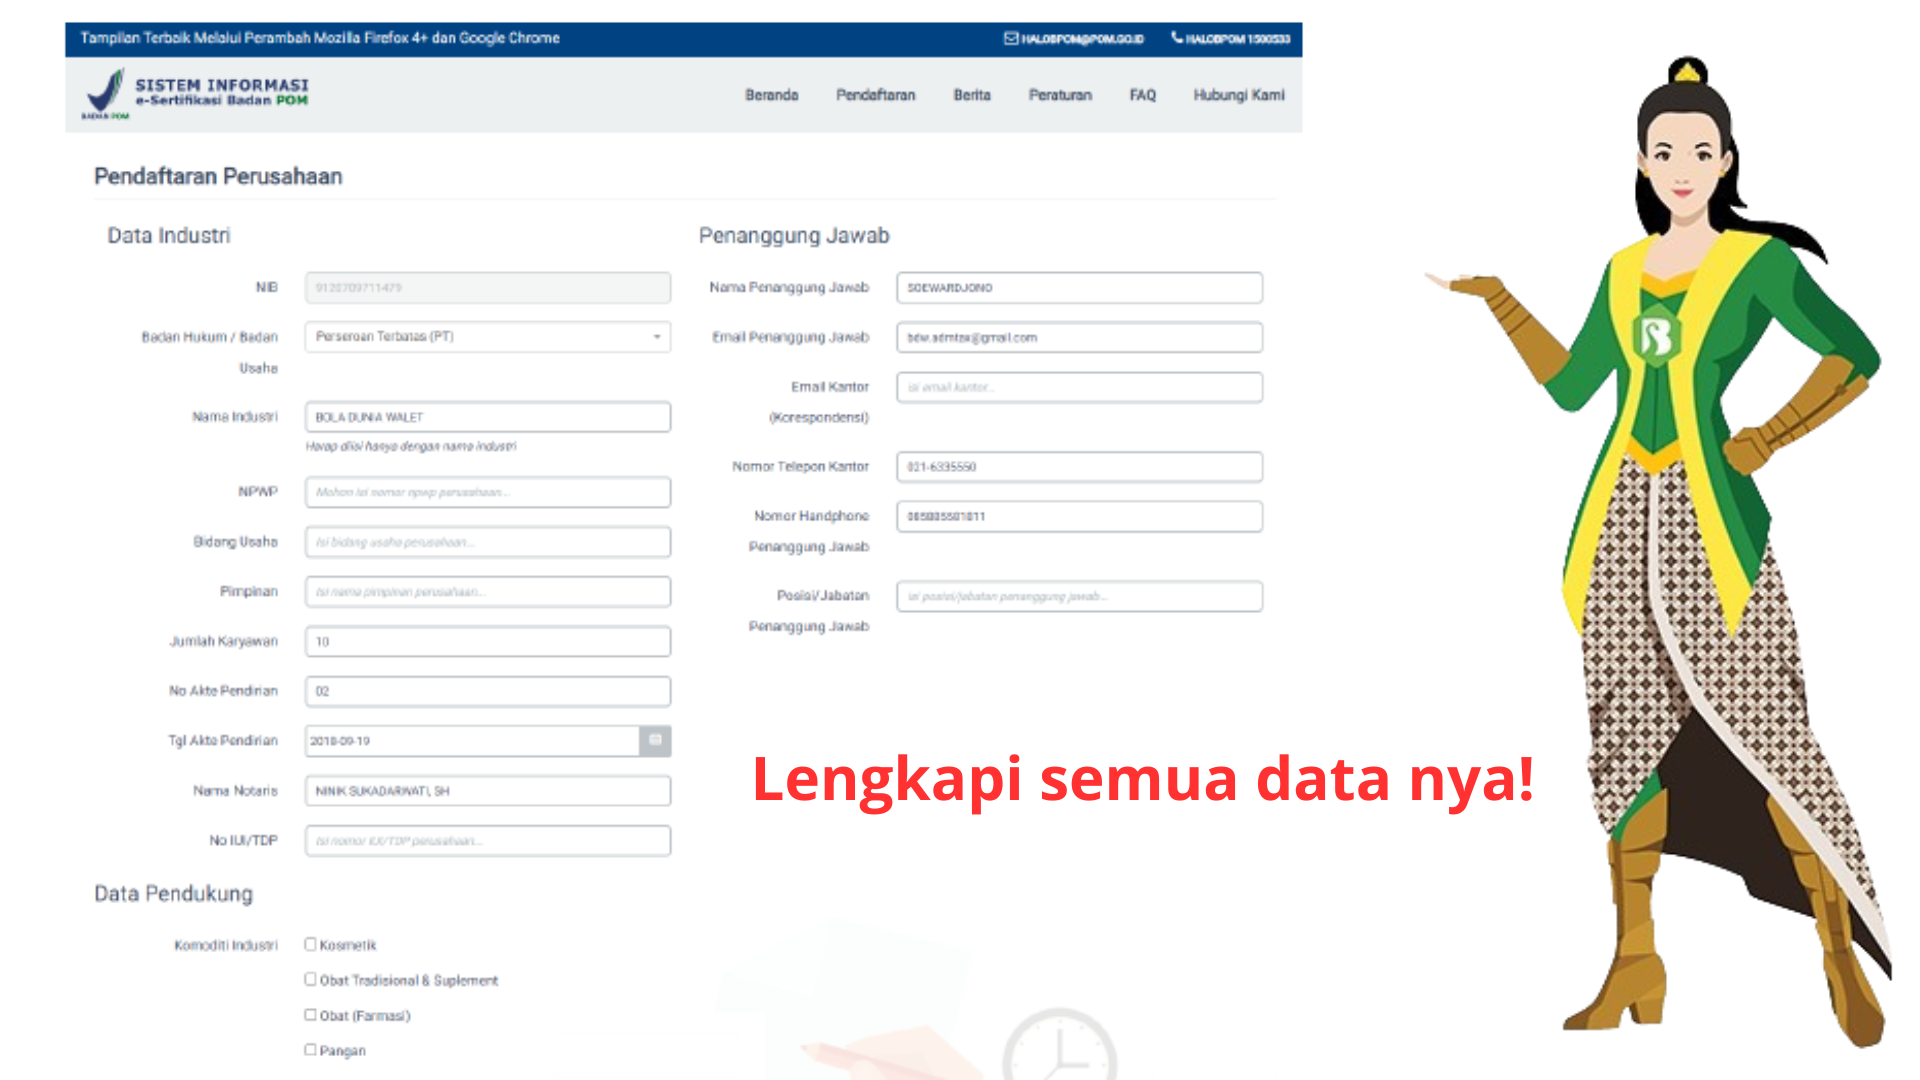 Tampilan Terbaik Melalui Perambah Mozilla Firefox 4+ dan Google Chrome
HALOBPOM@POM.GO.ID
HALOBPOM 1500533
BADAN POM
SISTEM INFORMASI
e-Sertifikasi Badan POM
Beranda
Pendaftaran
Berita
Peraturan
FAQ
Hubungi Kami
Pendaftaran Perusahaan
Data Industri
NIB
9120709711479
Badan Hukum / Badan
Usaha
Perseroan Terbatas (PT)
Nama Industri
BOLA DUNIA WALET
Harap diisi hanya dengan nama industri
NPWP
Mohon isi nomor npwp perusahaan...
Bidang Usaha
Isi bidang usaha perusahaan...
Pimpinan
Isi nama pimpinan perusahaan...
Jumlah Karyawan
10
No Akte Pendirian
02
Tgl Akte Pendirian
2018-09-19
Nama Notaris
NINIK SUKADARWATI, SH
No IUI/TDP
Isi nomor IUI/TDP perusahaan...
Penanggung Jawab
Nama Penanggung Jawab
SOEWARDJONO
Email Penanggung Jawab
bdw.admtax@gmail.com
Email Kantor
(Korespondensi)
isi email kantor...
Nomor Telepon Kantor
021-6335550
Nomor Handphone
Penanggung Jawab
Posisi/Jabatan
Penanggung Jawab
isi posisi/jabatan penanggung jawab...
Lengkapi semua data nya!
Data Pendukung
Komoditi Industri
Kosmetik
Obat Tradisional & Suplement
Obat (Farmasi)
Pangan